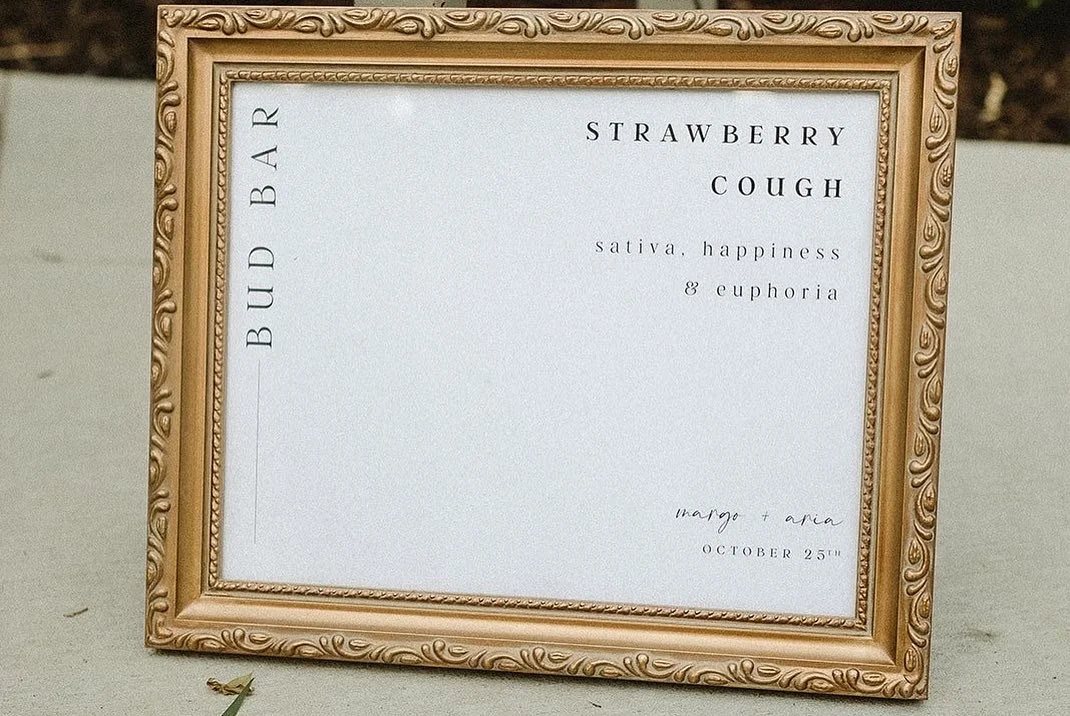 BUD BAR
STRAWBERRY
COUGH
sativa, happiness
& euphoria
margo + aria
OCTOBER 25TH